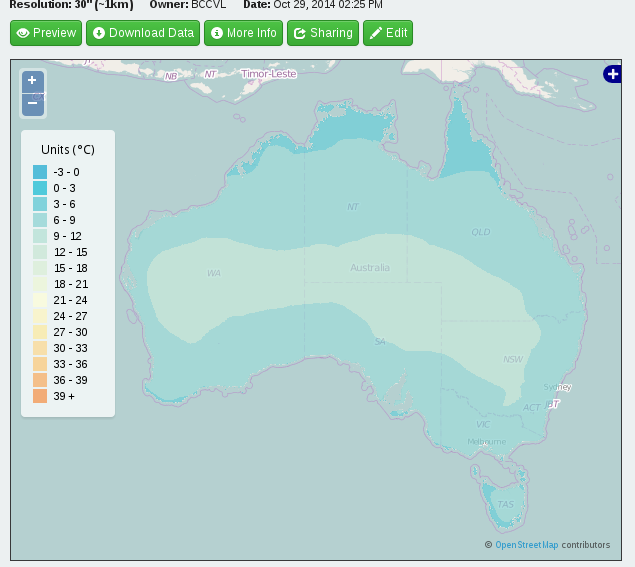 Resolution: 30" (~1km) Owner: BCCVL Date: Oct 29, 2014 02:25 PM
Preview Download Data More Info Sharing Edit
NB NT Timor-Leste
+
−
Units (°C)
-3 - 0
0 - 3
3 - 6
6 - 9
9 - 12
12 - 15
15 - 18
18 - 21
21 - 24
24 - 27
27 - 30
30 - 33
33 - 36
36 - 39
39 +
NT
QLD
WA
Australia
SA
NSW
Sydney
ACT JBT
VIC
Melbourne
TAS
© OpenStreetMap contributors